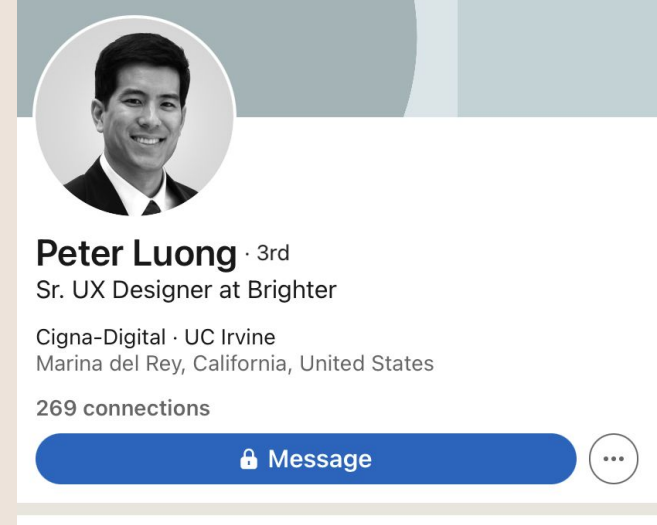 Peter Luong · 3rd
Sr. UX Designer at Brighter
Cigna-Digital · UC Irvine
Marina del Rey, California, United States
269 connections
Message